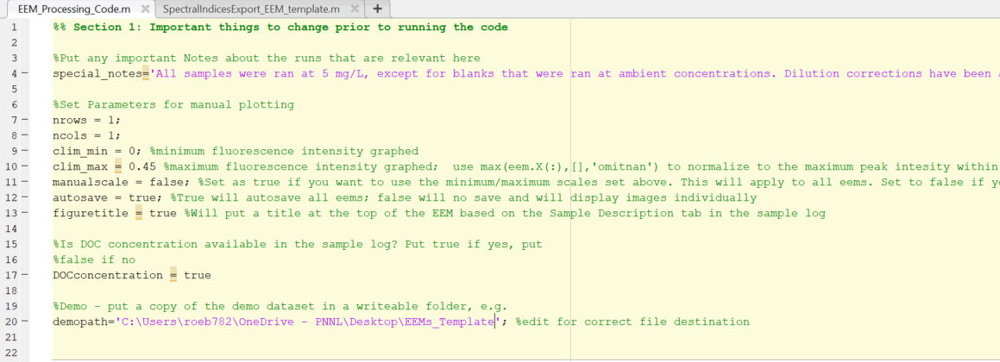 EEM_Processing_Code.m × SpectralIndicesExport_EEM_template.m × +
1 %% Section 1: Important things to change prior to running the code
2
3 %Put any important Notes about the runs that are relevant here
4 special_notes='All samples were ran at 5 mg/L, except for blanks that were ran at ambient concentrations. Dilution corrections have been
5
6 %Set Parameters for manual plotting
7 nrows = 1;
8 ncols = 1;
9 clim_min = 0; %minimum fluorescence intensity graphed
10 clim_max = 0.45 %maximum fluorescence intensity graphed; use max(eem.X(:),[],'omitnan') to normalize to the maximum peak intesity within
11 manualscale = false; %Set as true if you want to use the minimum/maximum scales set above. This will apply to all eems. Set to false if
12 autosave = true; %True will autosave all eems; false will no save and will display images individually
13 figuretitle = true %Will put a title at the top of the EEM based on the Sample Description tab in the sample log
14
15 %Is DOC concentration available in the sample log? Put true if yes, put
16 %false if no
17 DOCconcentration = true
18
19 %Demo - put a copy of the demo dataset in a writeable folder, e.g.
20 demopath='C:\Users\roeb782\OneDrive - PNNL\Desktop\EEMs_Template'; %edit for correct file destination
21
22